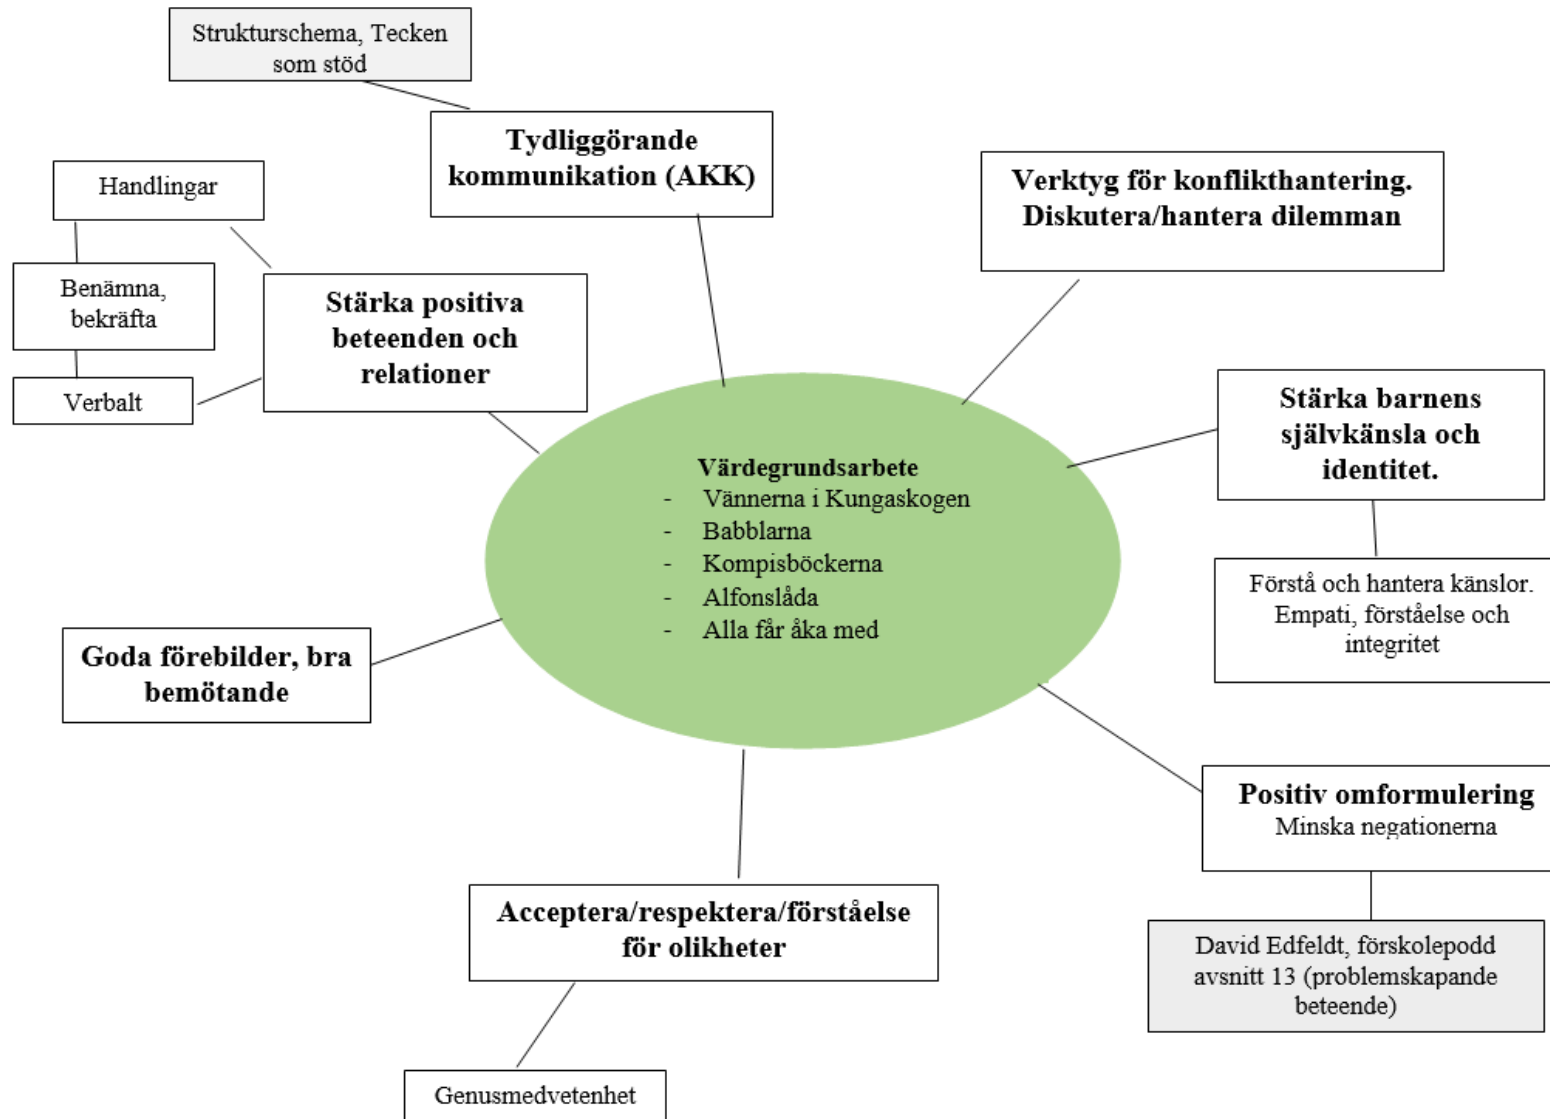 Strukturschema, Tecken
som stöd
Tydliggörande
kommunikation (AKK)
Verktyg för konflikthantering.
Diskutera/hantera dilemman
Handlingar
Benämna,
bekräfta
Verbalt
Stärka positiva
beteenden och
relationer
Stärka barnens
självkänsla och
identitet.
Förstå och hantera känslor.
Empati, förståelse och
integritet
Värdegrundsarbete
- Vännerna i Kungaskogen
- Babblarna
- Kompisböckerna
- Alfonslåda
- Alla får åka med
Goda förebilder, bra
bemötande
Positiv omformulering
Minska negationerna
David Edfeldt, förskolepodd
avsnitt 13 (problemskapande
beteende)
Acceptera/respektera/förståelse
för olikheter
Genusmedvetenhet